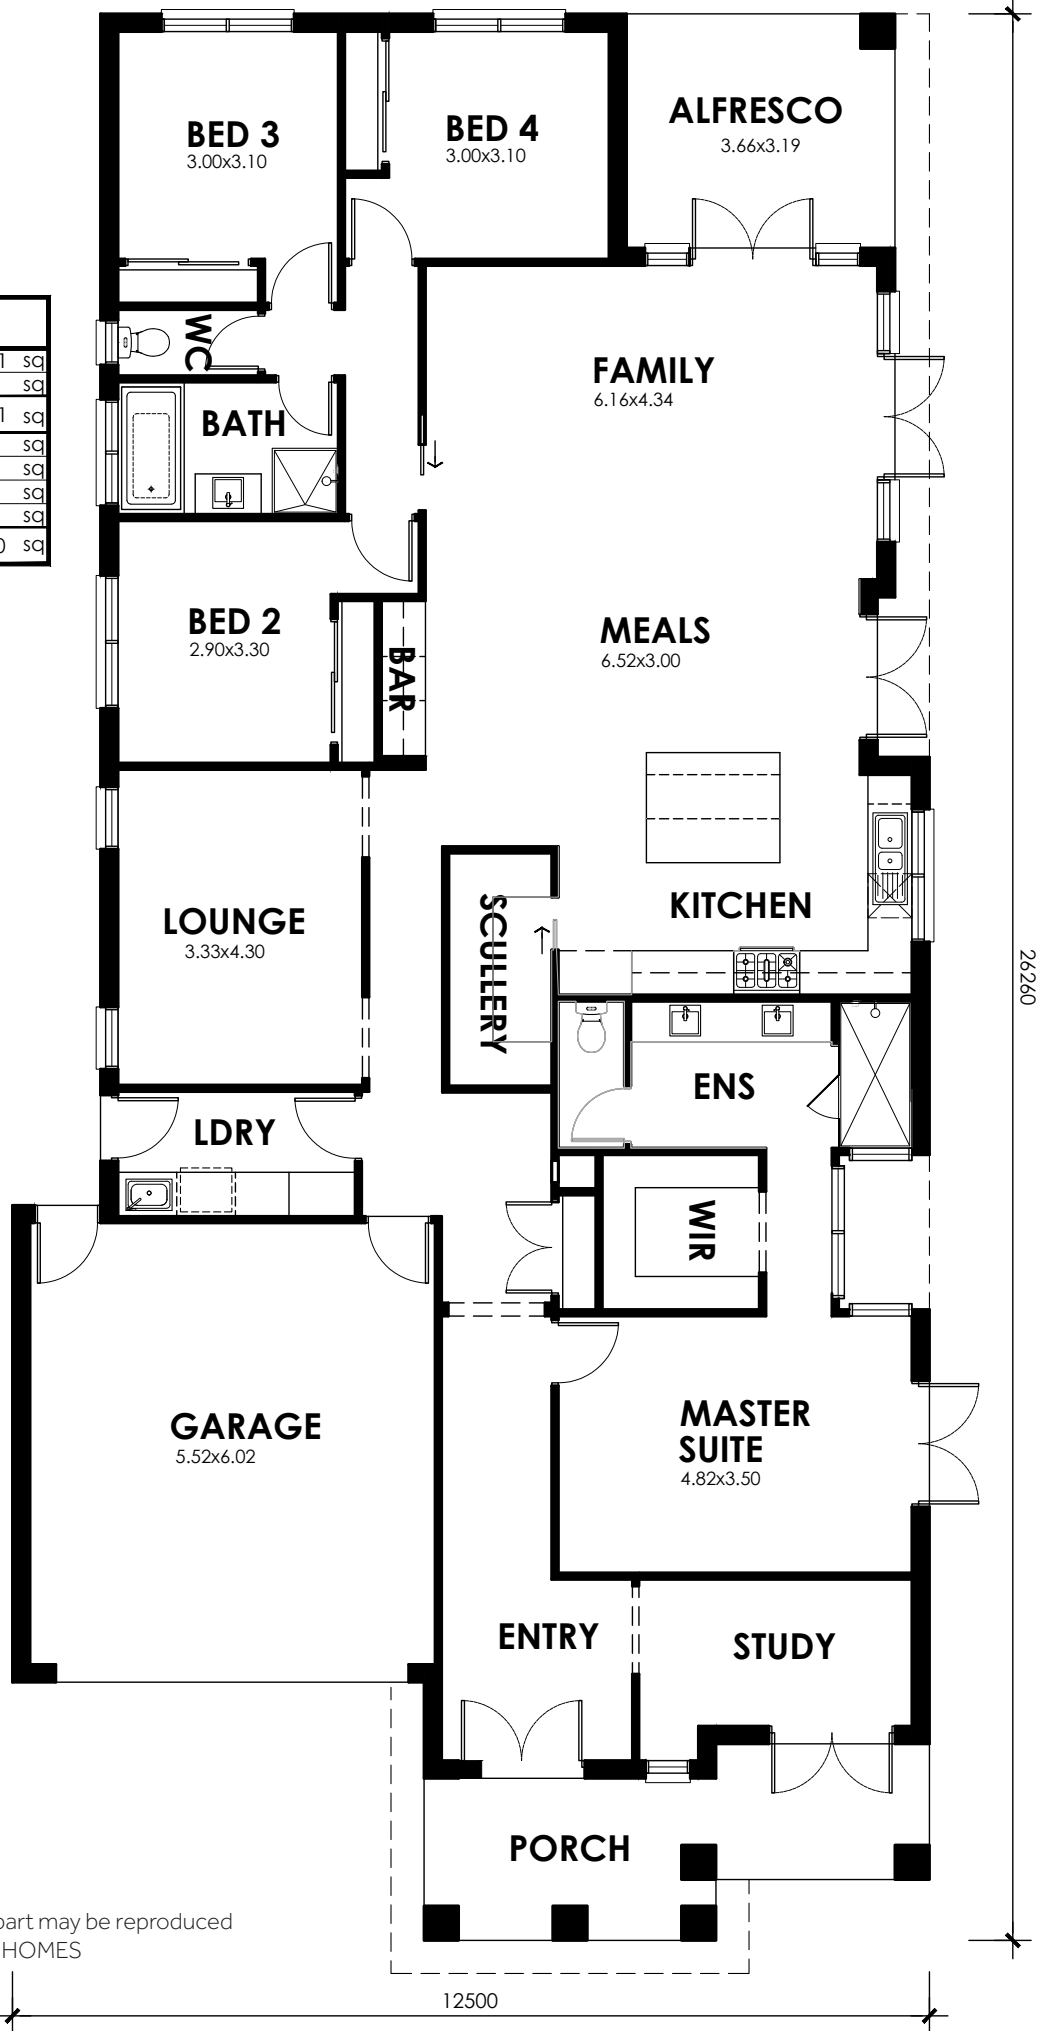 BED 3
3.00x3.10
BED 4
3.00x3.10
ALFRESCO
3.66x3.19
WC
1 sq
sq
1 sq
sq
sq
sq
sq
0 sq
FAMILY
6.16x4.34
BATH
BED 2
2.90x3.30
BAR
MEALS
6.52x3.00
LOUNGE
3.33x4.30
SCULLERY
KITCHEN
26260
ENS
LDRY
WIR
GARAGE
5.52x6.02
MASTER
SUITE
4.82x3.50
ENTRY
STUDY
PORCH
part may be reproduced
HOMES
12500